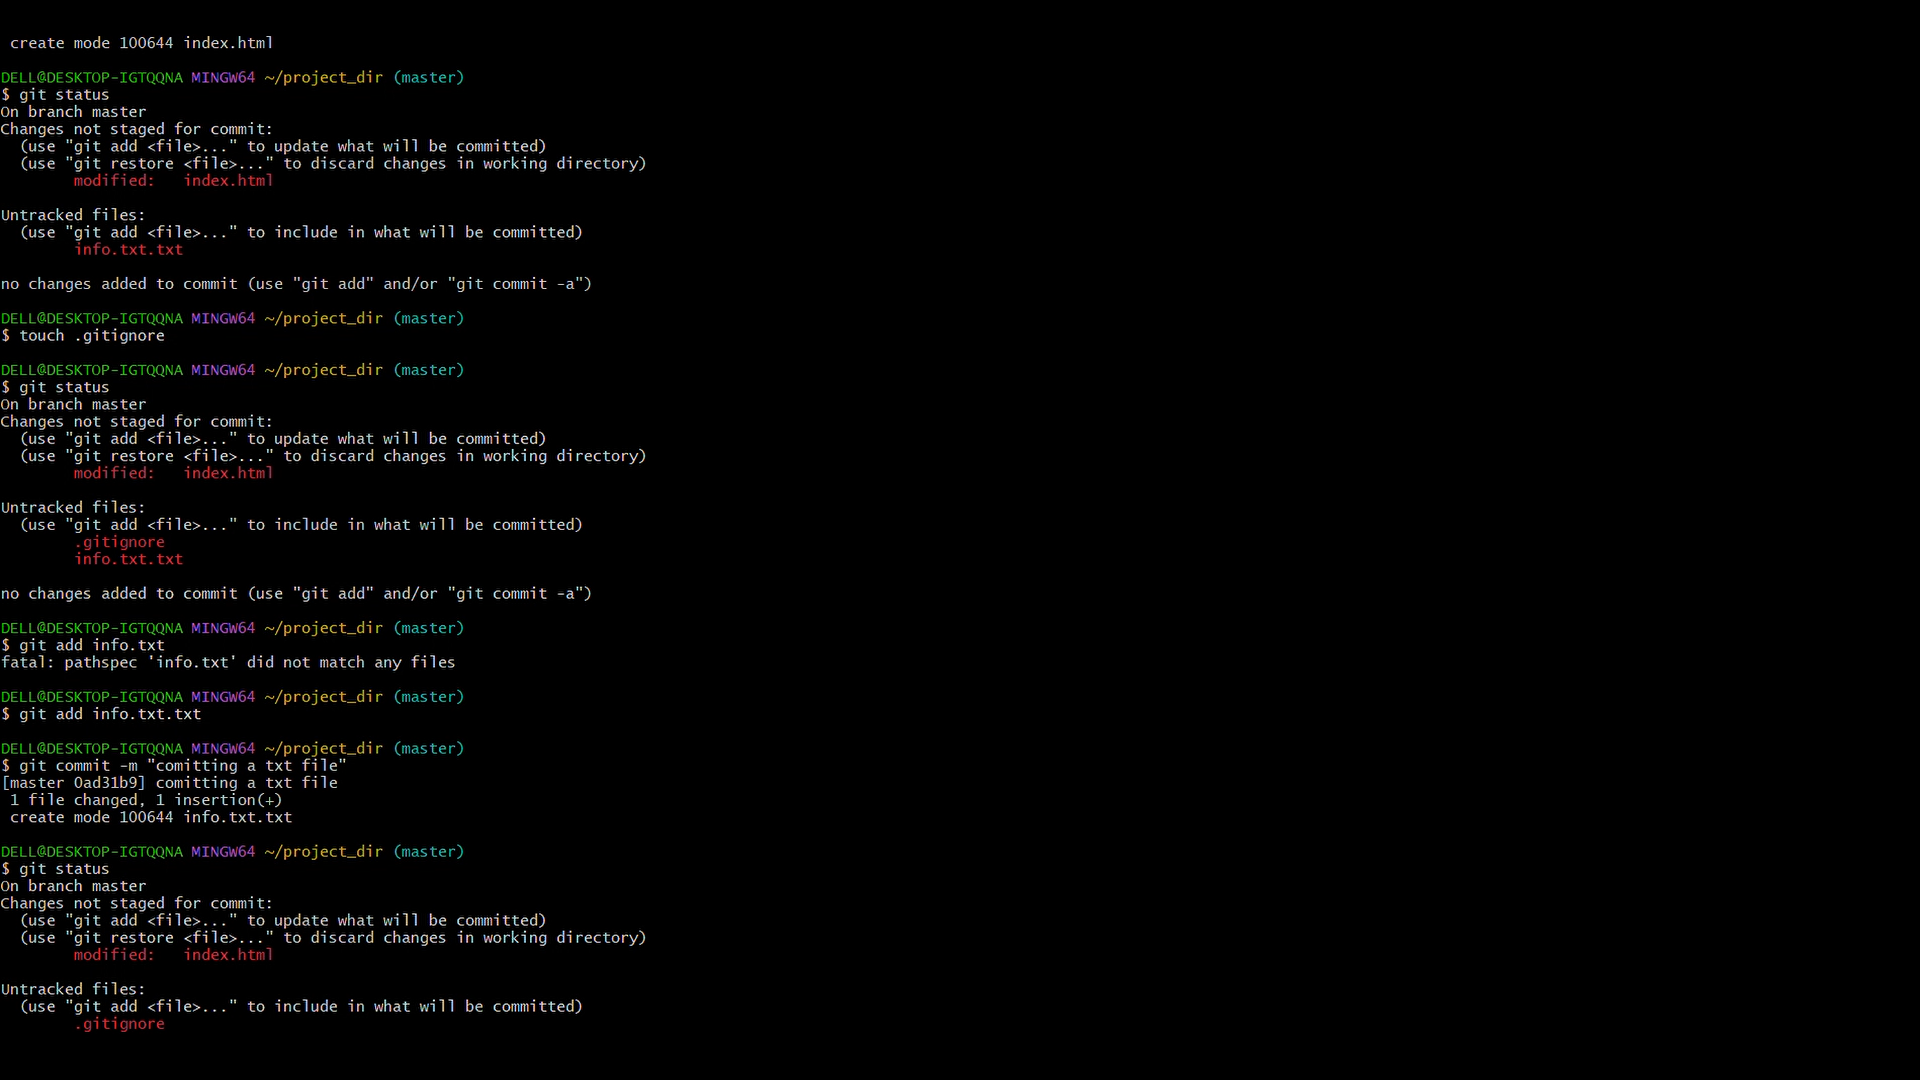 create mode 100644 index.html
DELL@DESKTOP-IGTQQNA MINGW64 ~/project_dir (master)
$ git status
On branch master
Changes not staged for commit:
  (use "git add <file>..." to update what will be committed)
  (use "git restore <file>..." to discard changes in working directory)
        modified:   index.html
Untracked files:
  (use "git add <file>..." to include in what will be committed)
        info.txt.txt
no changes added to commit (use "git add" and/or "git commit -a")
DELL@DESKTOP-IGTQQNA MINGW64 ~/project_dir (master)
$ touch .gitignore
DELL@DESKTOP-IGTQQNA MINGW64 ~/project_dir (master)
$ git status
On branch master
Changes not staged for commit:
  (use "git add <file>..." to update what will be committed)
  (use "git restore <file>..." to discard changes in working directory)
        modified:   index.html
Untracked files:
  (use "git add <file>..." to include in what will be committed)
        .gitignore
        info.txt.txt
no changes added to commit (use "git add" and/or "git commit -a")
DELL@DESKTOP-IGTQQNA MINGW64 ~/project_dir (master)
$ git add info.txt
fatal: pathspec 'info.txt' did not match any files
DELL@DESKTOP-IGTQQNA MINGW64 ~/project_dir (master)
$ git add info.txt.txt
DELL@DESKTOP-IGTQQNA MINGW64 ~/project_dir (master)
$ git commit -m "comitting a txt file"
[master 0ad31b9] comitting a txt file
 1 file changed, 1 insertion(+)
 create mode 100644 info.txt.txt
DELL@DESKTOP-IGTQQNA MINGW64 ~/project_dir (master)
$ git status
On branch master
Changes not staged for commit:
  (use "git add <file>..." to update what will be committed)
  (use "git restore <file>..." to discard changes in working directory)
        modified:   index.html
Untracked files:
  (use "git add <file>..." to include in what will be committed)
        .gitignore